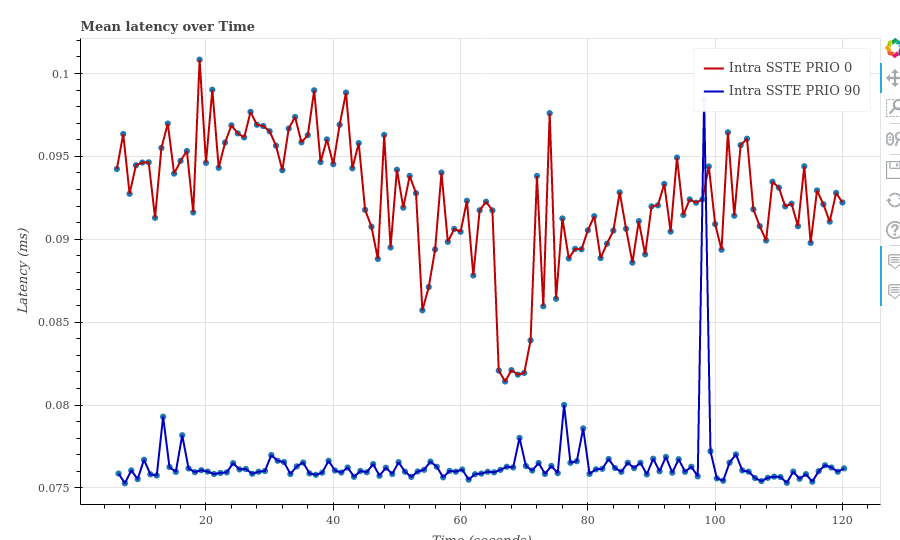 Mean latency over Time
Intra SSTE PRIO 0
Intra SSTE PRIO 90
Latency (ms)
0.1
0.095
0.09
0.085
0.08
0.075
20
40
60
80
100
120
Time (seconds)